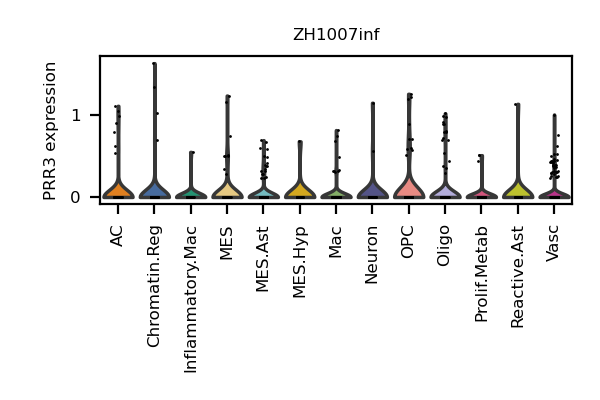 ZH1007inf
PRR3 expression
1
0
AC
Chromatin.Reg
Inflammatory.Mac
MES
MES.Ast
MES.Hyp
Mac
Neuron
OPC
Oligo
Prolif.Metab
Reactive.Ast
Vasc